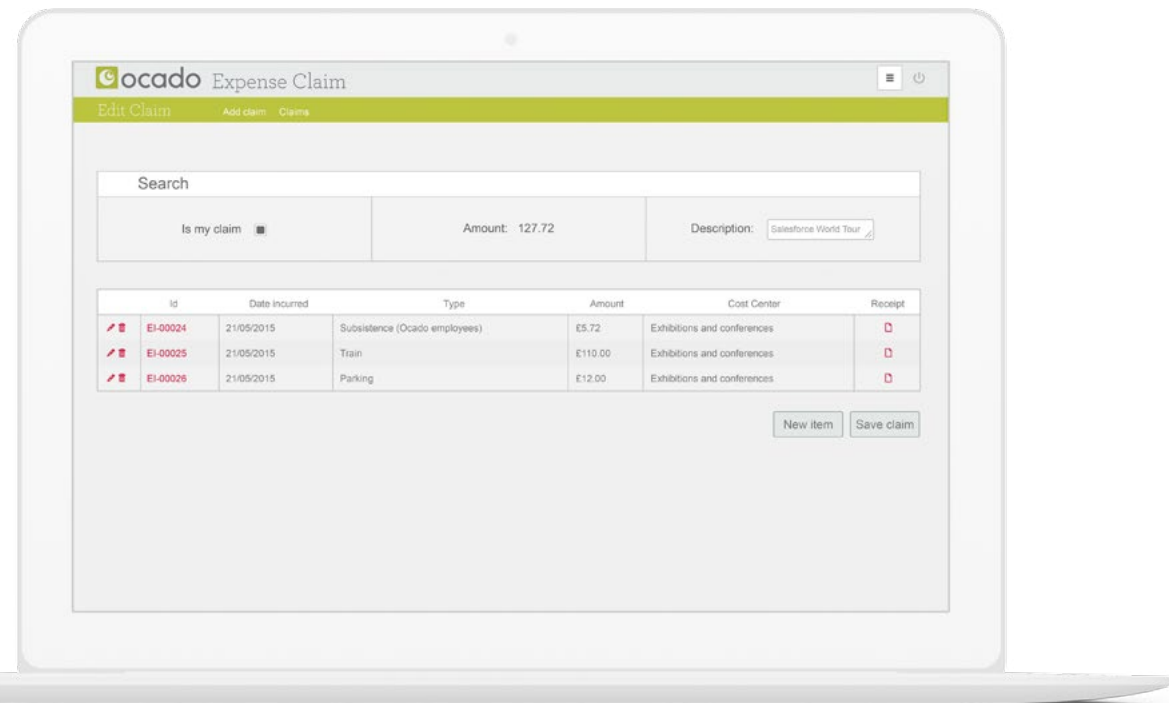 ocado Expense Claim
Edit Claim Add claim Claims
Search
Is my claim Amount: 127.72 Description: Salesforce World Tour
Id Date incurred Type Amount Cost Center Receipt
EI-00024 21/05/2015 Subsistence (Ocado employees) £5.72 Exhibitions and conferences
EI-00025 21/05/2015 Train £110.00 Exhibitions and conferences
EI-00026 21/05/2015 Parking £12.00 Exhibitions and conferences
New item Save claim